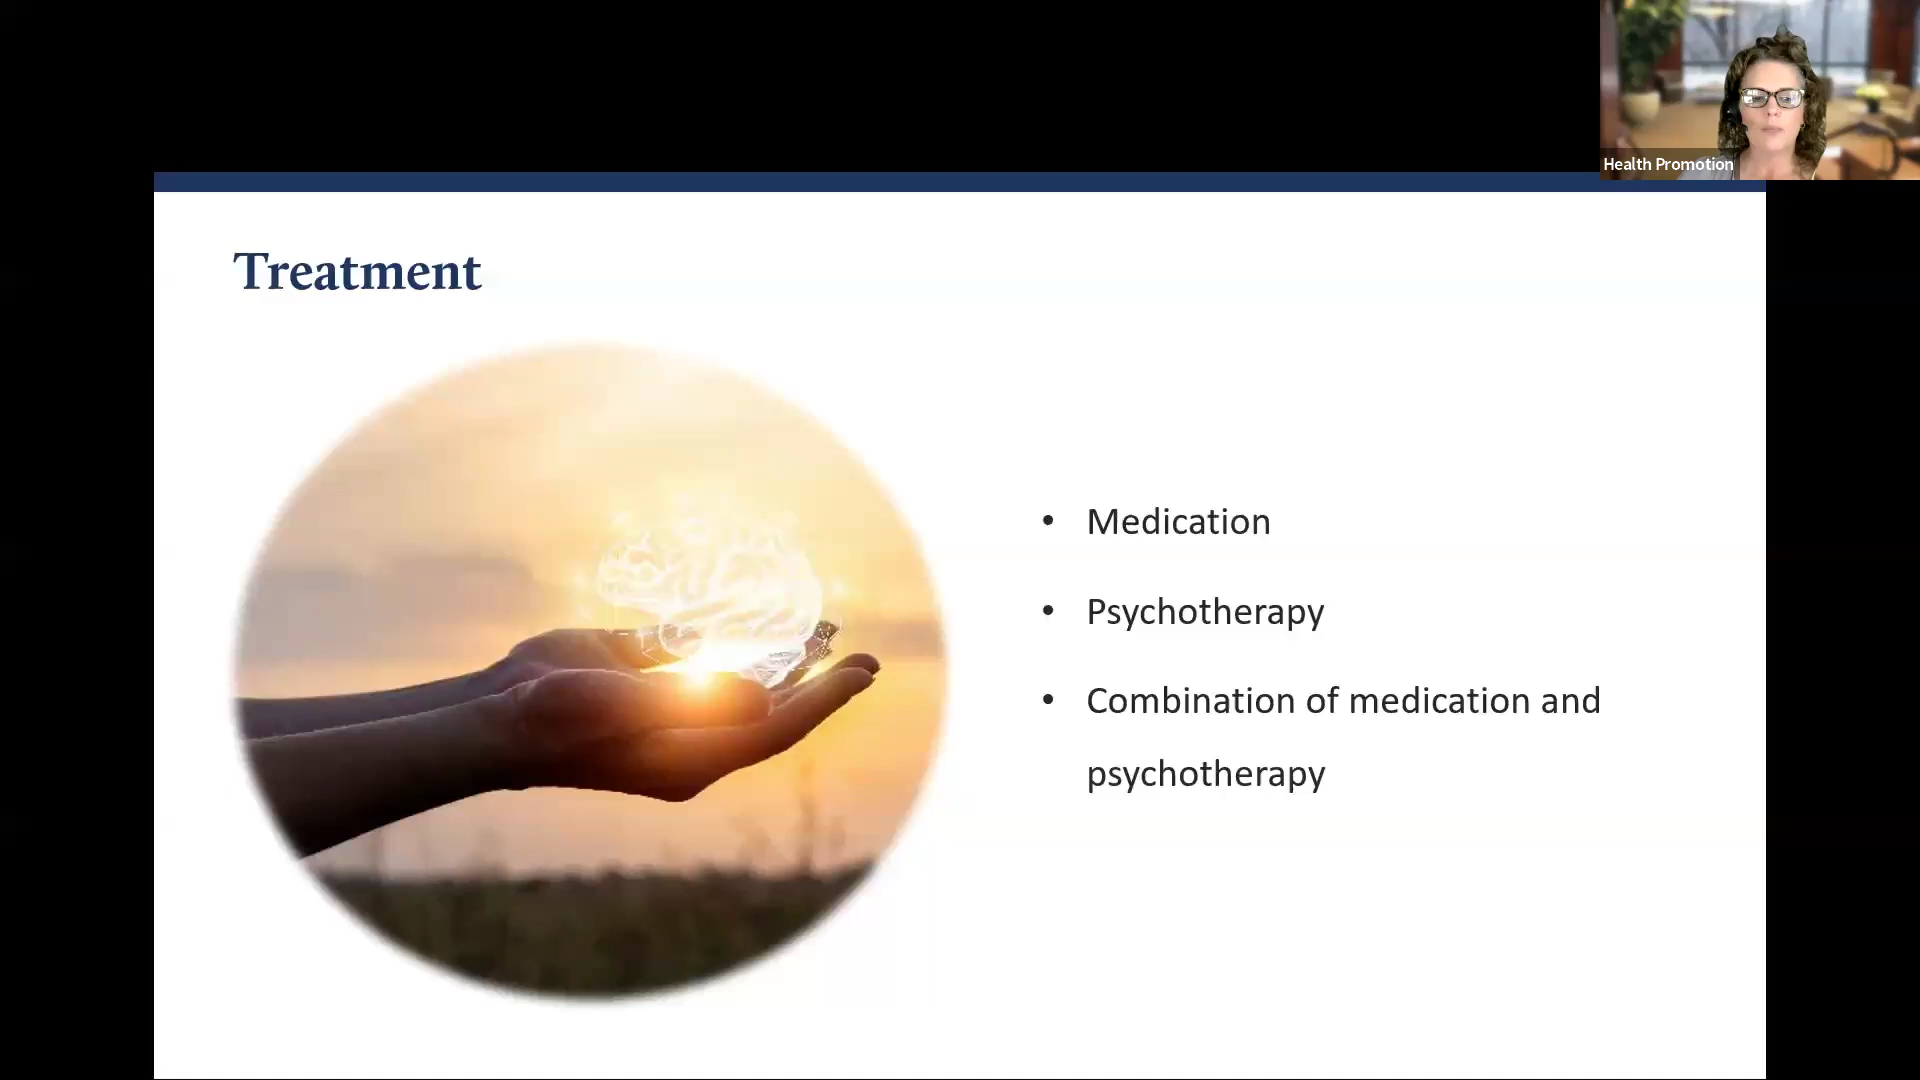 Health Promotion
Treatment
• Medication
• Psychotherapy
• Combination of medication and
psychotherapy